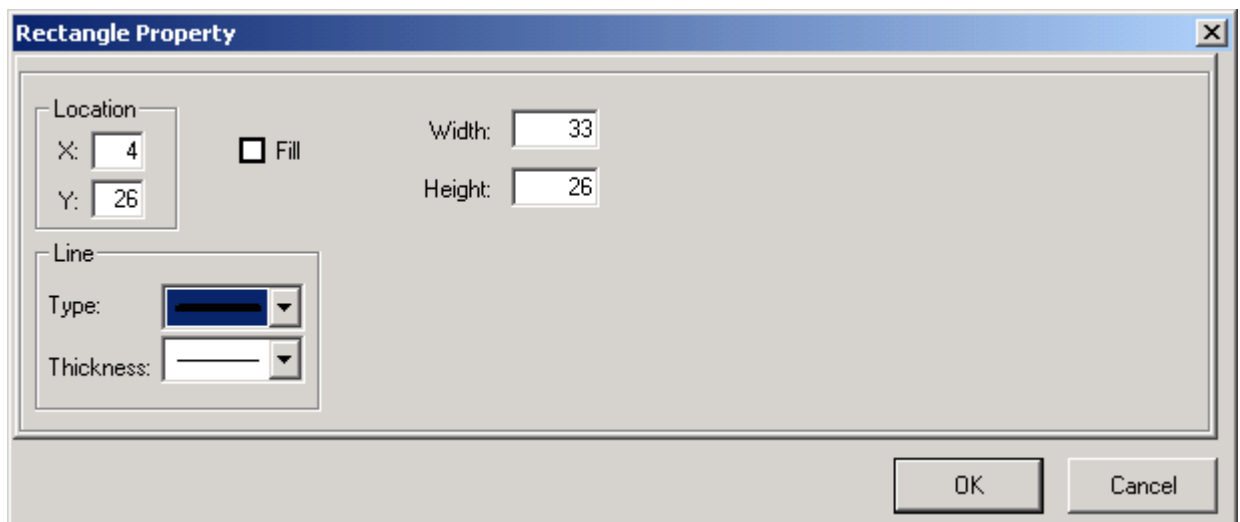 Rectangle Property
Location
X: 4
Y: 26
Fill
Width: 33
Height: 26
Line
Type:
Thickness:
OK
Cancel